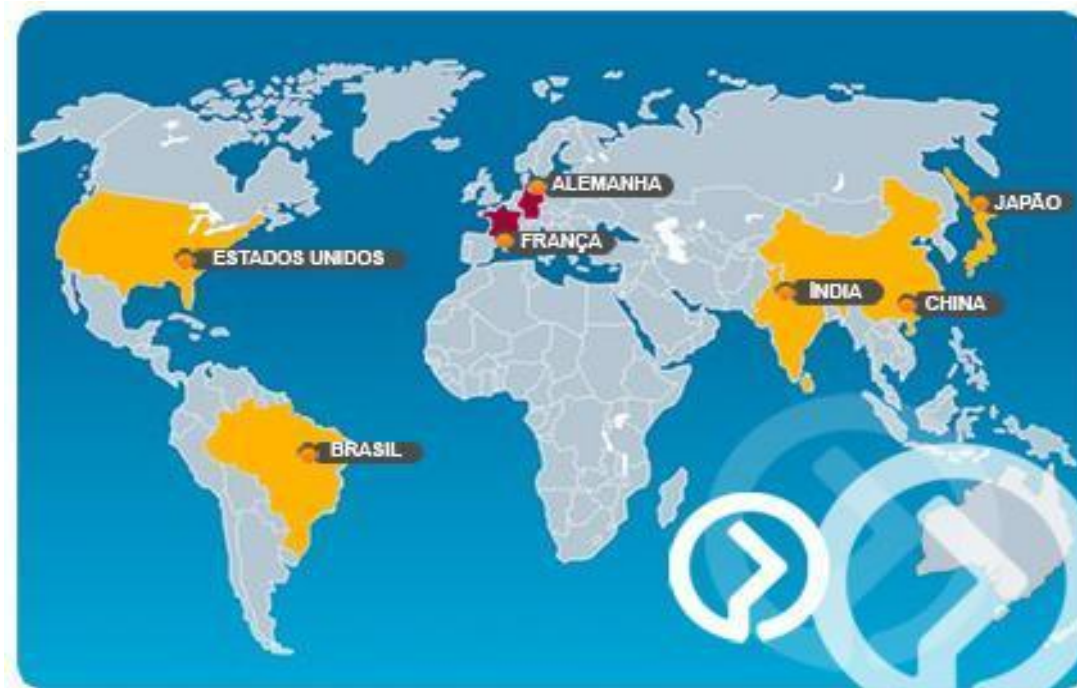 ALEMANHA
JAPÃO
FRANÇA
ESTADOS UNIDOS
ÍNDIA
CHINA
BRASIL